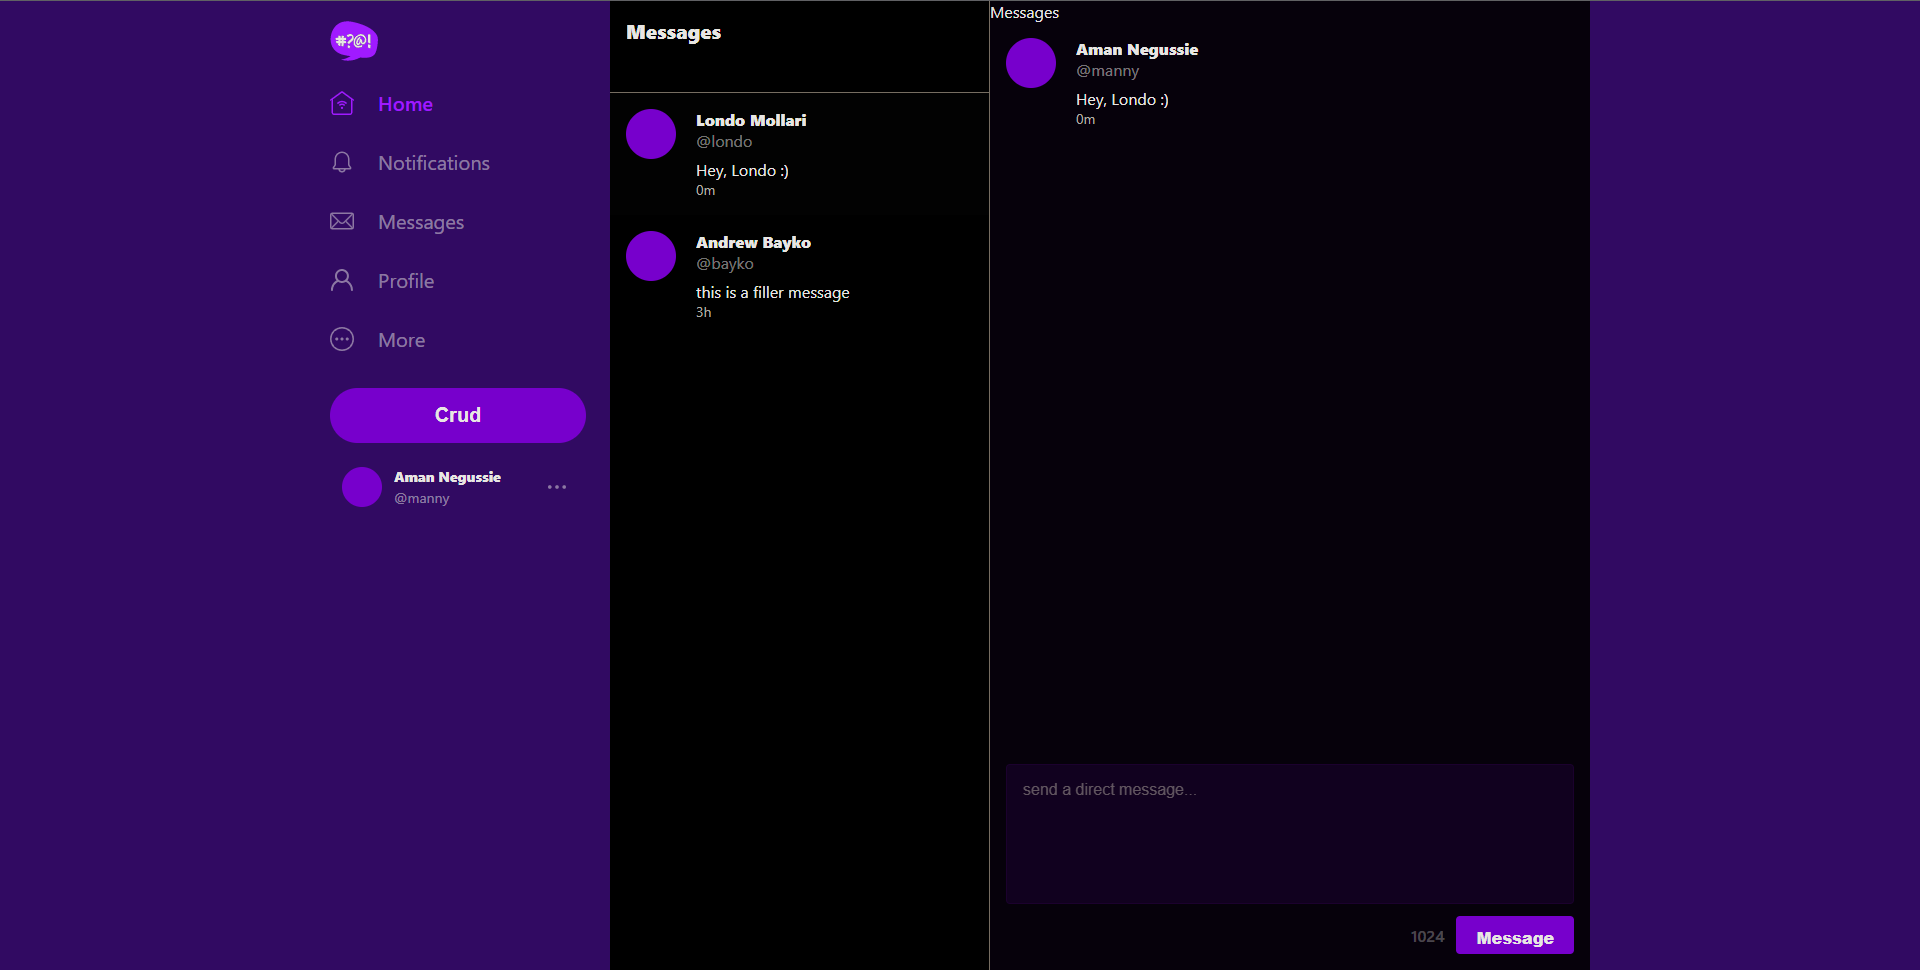 #?@!
Home
Notifications
Messages
Profile
More
Crud
Aman Negussie
@manny
Messages
Londo Mollari
@londo
Hey, Londo :)
0m
Andrew Bayko
@bayko
this is a filler message
3h
Messages
Aman Negussie
@manny
Hey, Londo :)
0m
send a direct message...
1024
Message